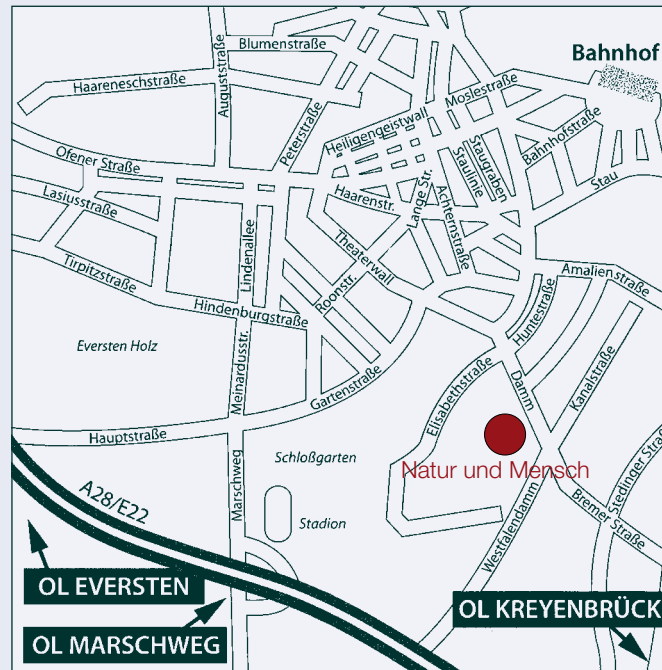 Blumenstraße
Bahnhof
Haareneschstraße
Auguststraße
Peterstraße
Moslestraße
Heiligengeistwall
Ofener Straße
Staugraben
Staulinie
Bahnhofstraße
Stau
Lasiusstraße
Haarenstr.
Lange Str.
Achternstraße
Lindenallee
Theaterwall
Tirpitzstraße
Roonstr.
Amalienstraße
Hindenburgstraße
Huntestraße
Eversten Holz
Meinardusstr.
Gartenstraße
Elisabethstraße
Damm
Kanalstraße
Hauptstraße
Schloßgarten
Natur und Mensch
Stedinger Straß
A28/E22
Marschweg
Stadion
Westfalendamm
Bremer Straße
OL EVERSTEN
OL KREYENBRÜCK
OL MARSCHWEG